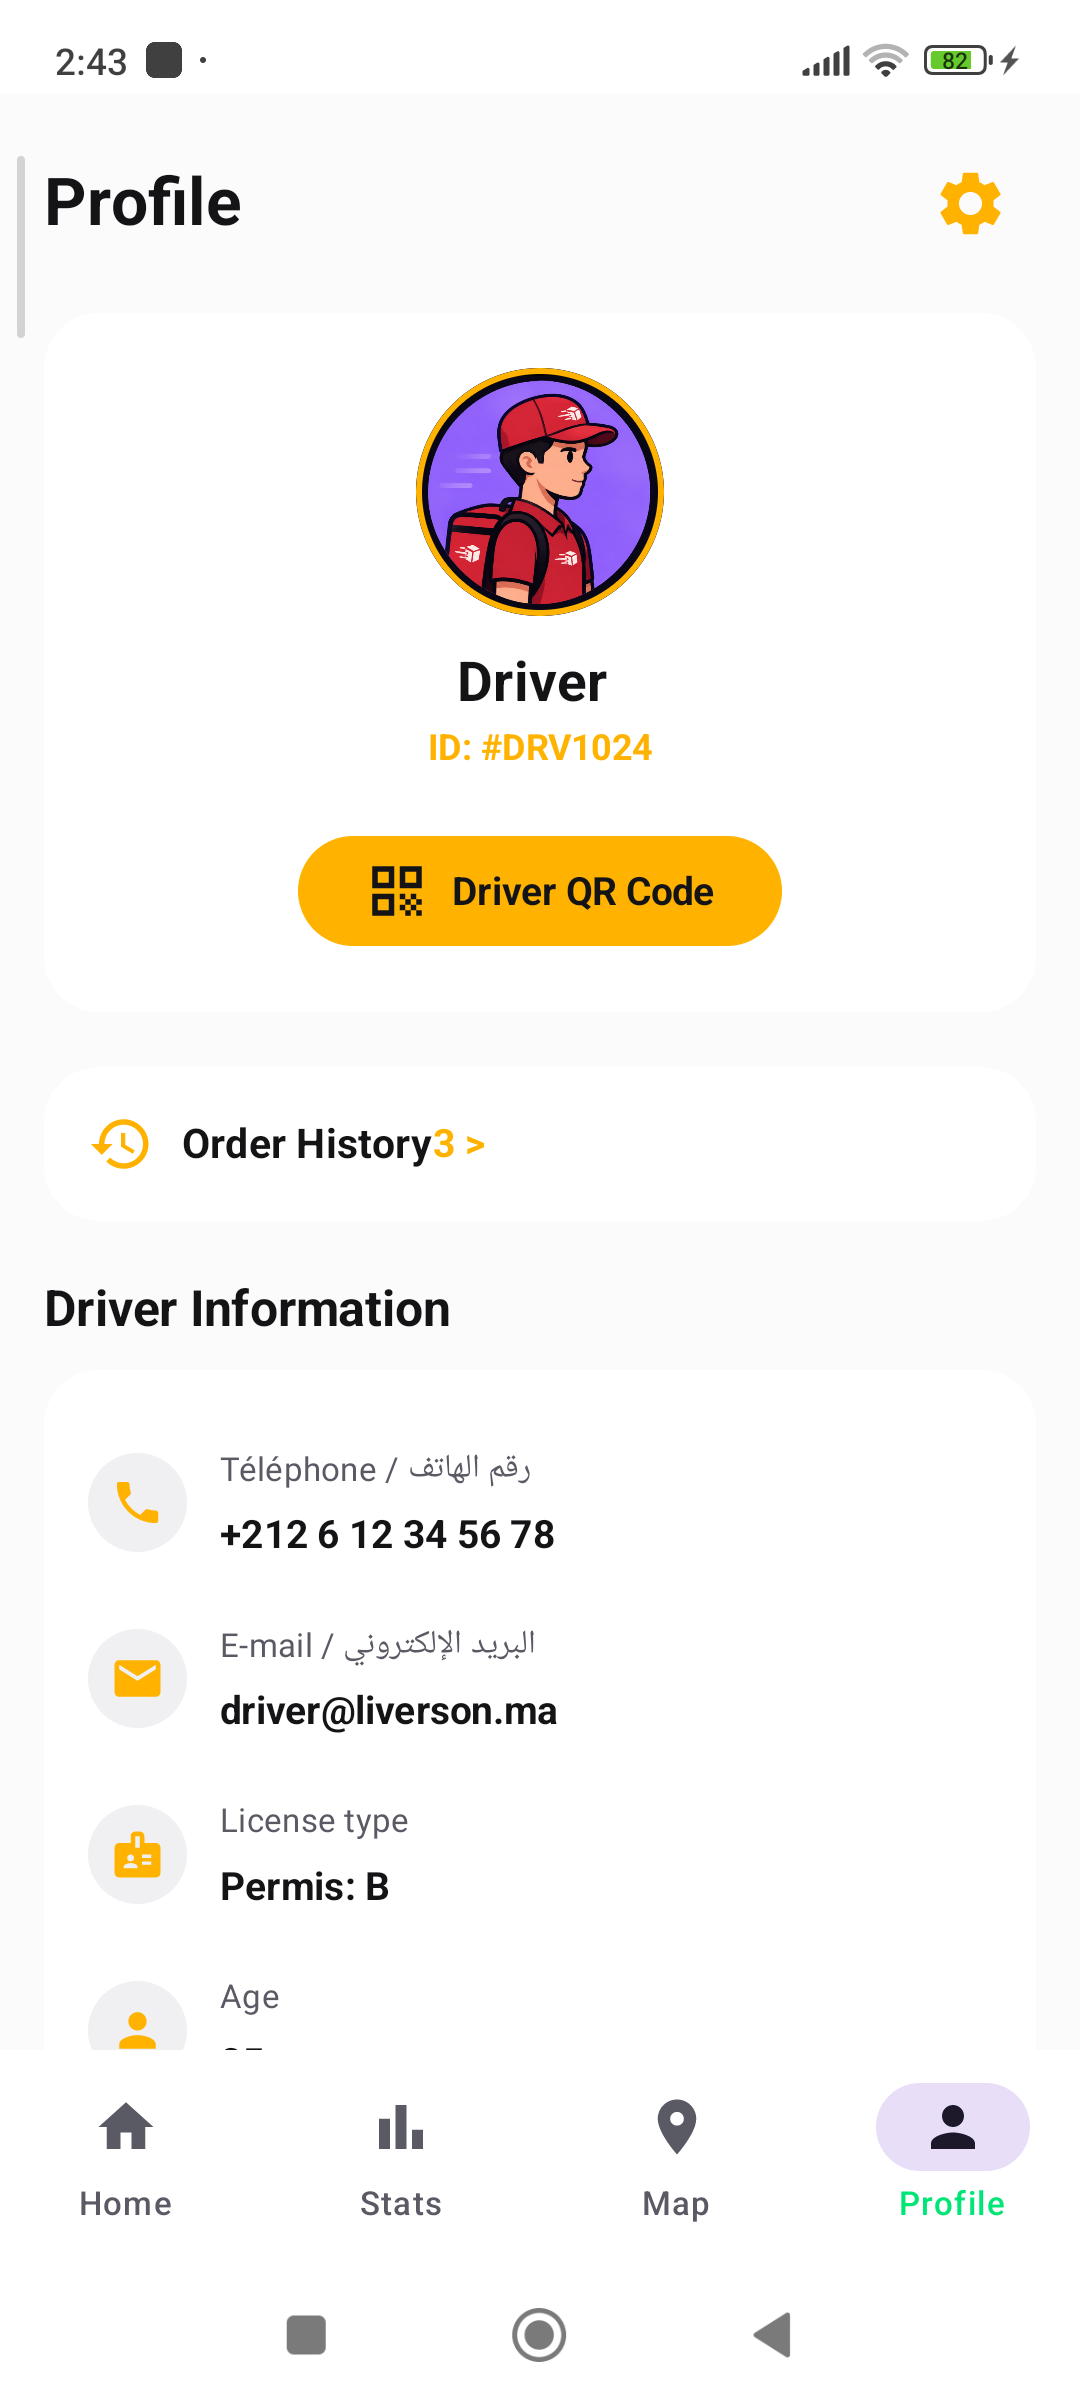 2:43
82
Profile
Driver
ID: #DRV1024
Driver QR Code
Order History3 >
Driver Information
Téléphone / رقم الهاتف
+212 6 12 34 56 78
E-mail / البريد الإلكتروني
driver@liverson.ma
License type
Permis: B
Age
Home
Stats
Map
Profile